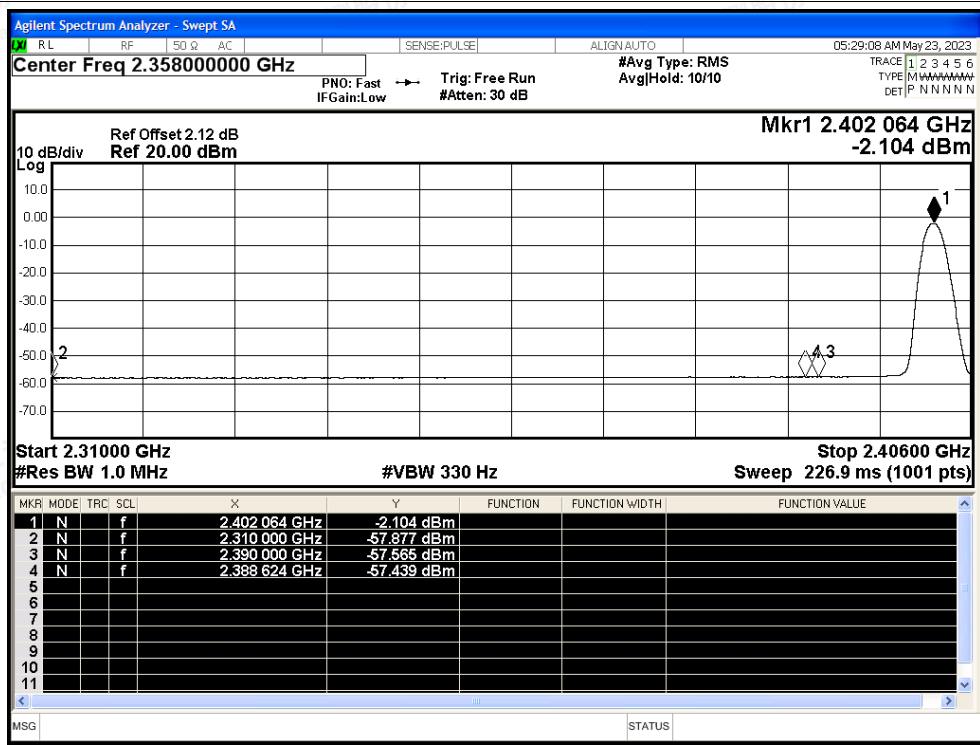 Agilent Spectrum Analyzer - Swept SA
LXI RL RF 50 Ω AC SENSE:PULSE ALIGN AUTO 05:29:08 AM May 23, 2023
Center Freq 2.358000000 GHz
PNO: Fast Trig: Free Run #Avg Type: RMS TRACE 1 2 3 4 5 6
IFGain:Low #Atten: 30 dB Avg|Hold: 10/10 TYPE M WWWWW
DET P N N N N N
Mkr1 2.402 064 GHz
-2.104 dBm
Ref Offset 2.12 dB
10 dB/div Ref 20.00 dBm
Log
10.0
0.00
-10.0
-20.0
-30.0
-40.0
-50.0
-60.0
-70.0
1
2
4 3
Start 2.31000 GHz Stop 2.40600 GHz
#Res BW 1.0 MHz #VBW 330 Hz Sweep 226.9 ms (1001 pts)
MKR MODE TRC SCL X Y FUNCTION FUNCTION WIDTH FUNCTION VALUE
1 N f 2.402 064 GHz -2.104 dBm
2 N f 2.310 000 GHz -57.877 dBm
3 N f 2.390 000 GHz -57.565 dBm
4 N f 2.388 624 GHz -57.439 dBm
5
6
7
8
9
10
11
MSG STATUS